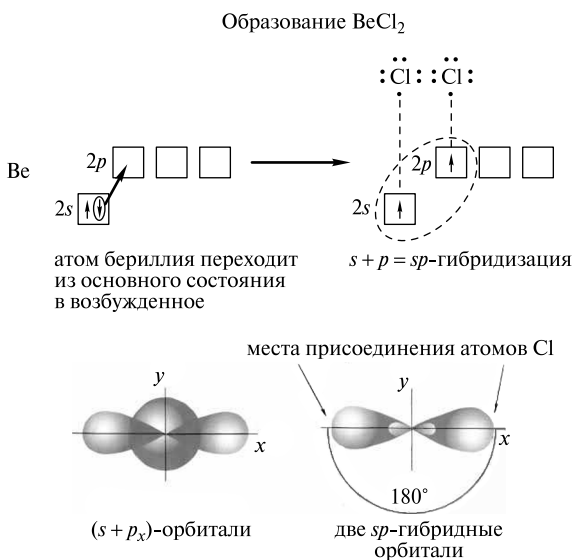 Образование BeCl₂
:Cl: :Cl:
Be
2p
2p
2s
2s
атом бериллия переходит
из основного состояния
в возбужденное
s + p = sp-гибридизация
места присоединения атомов Cl
y
y
x
x
180°
(s + pₓ)-орбитали
две sp-гибридные
орбитали